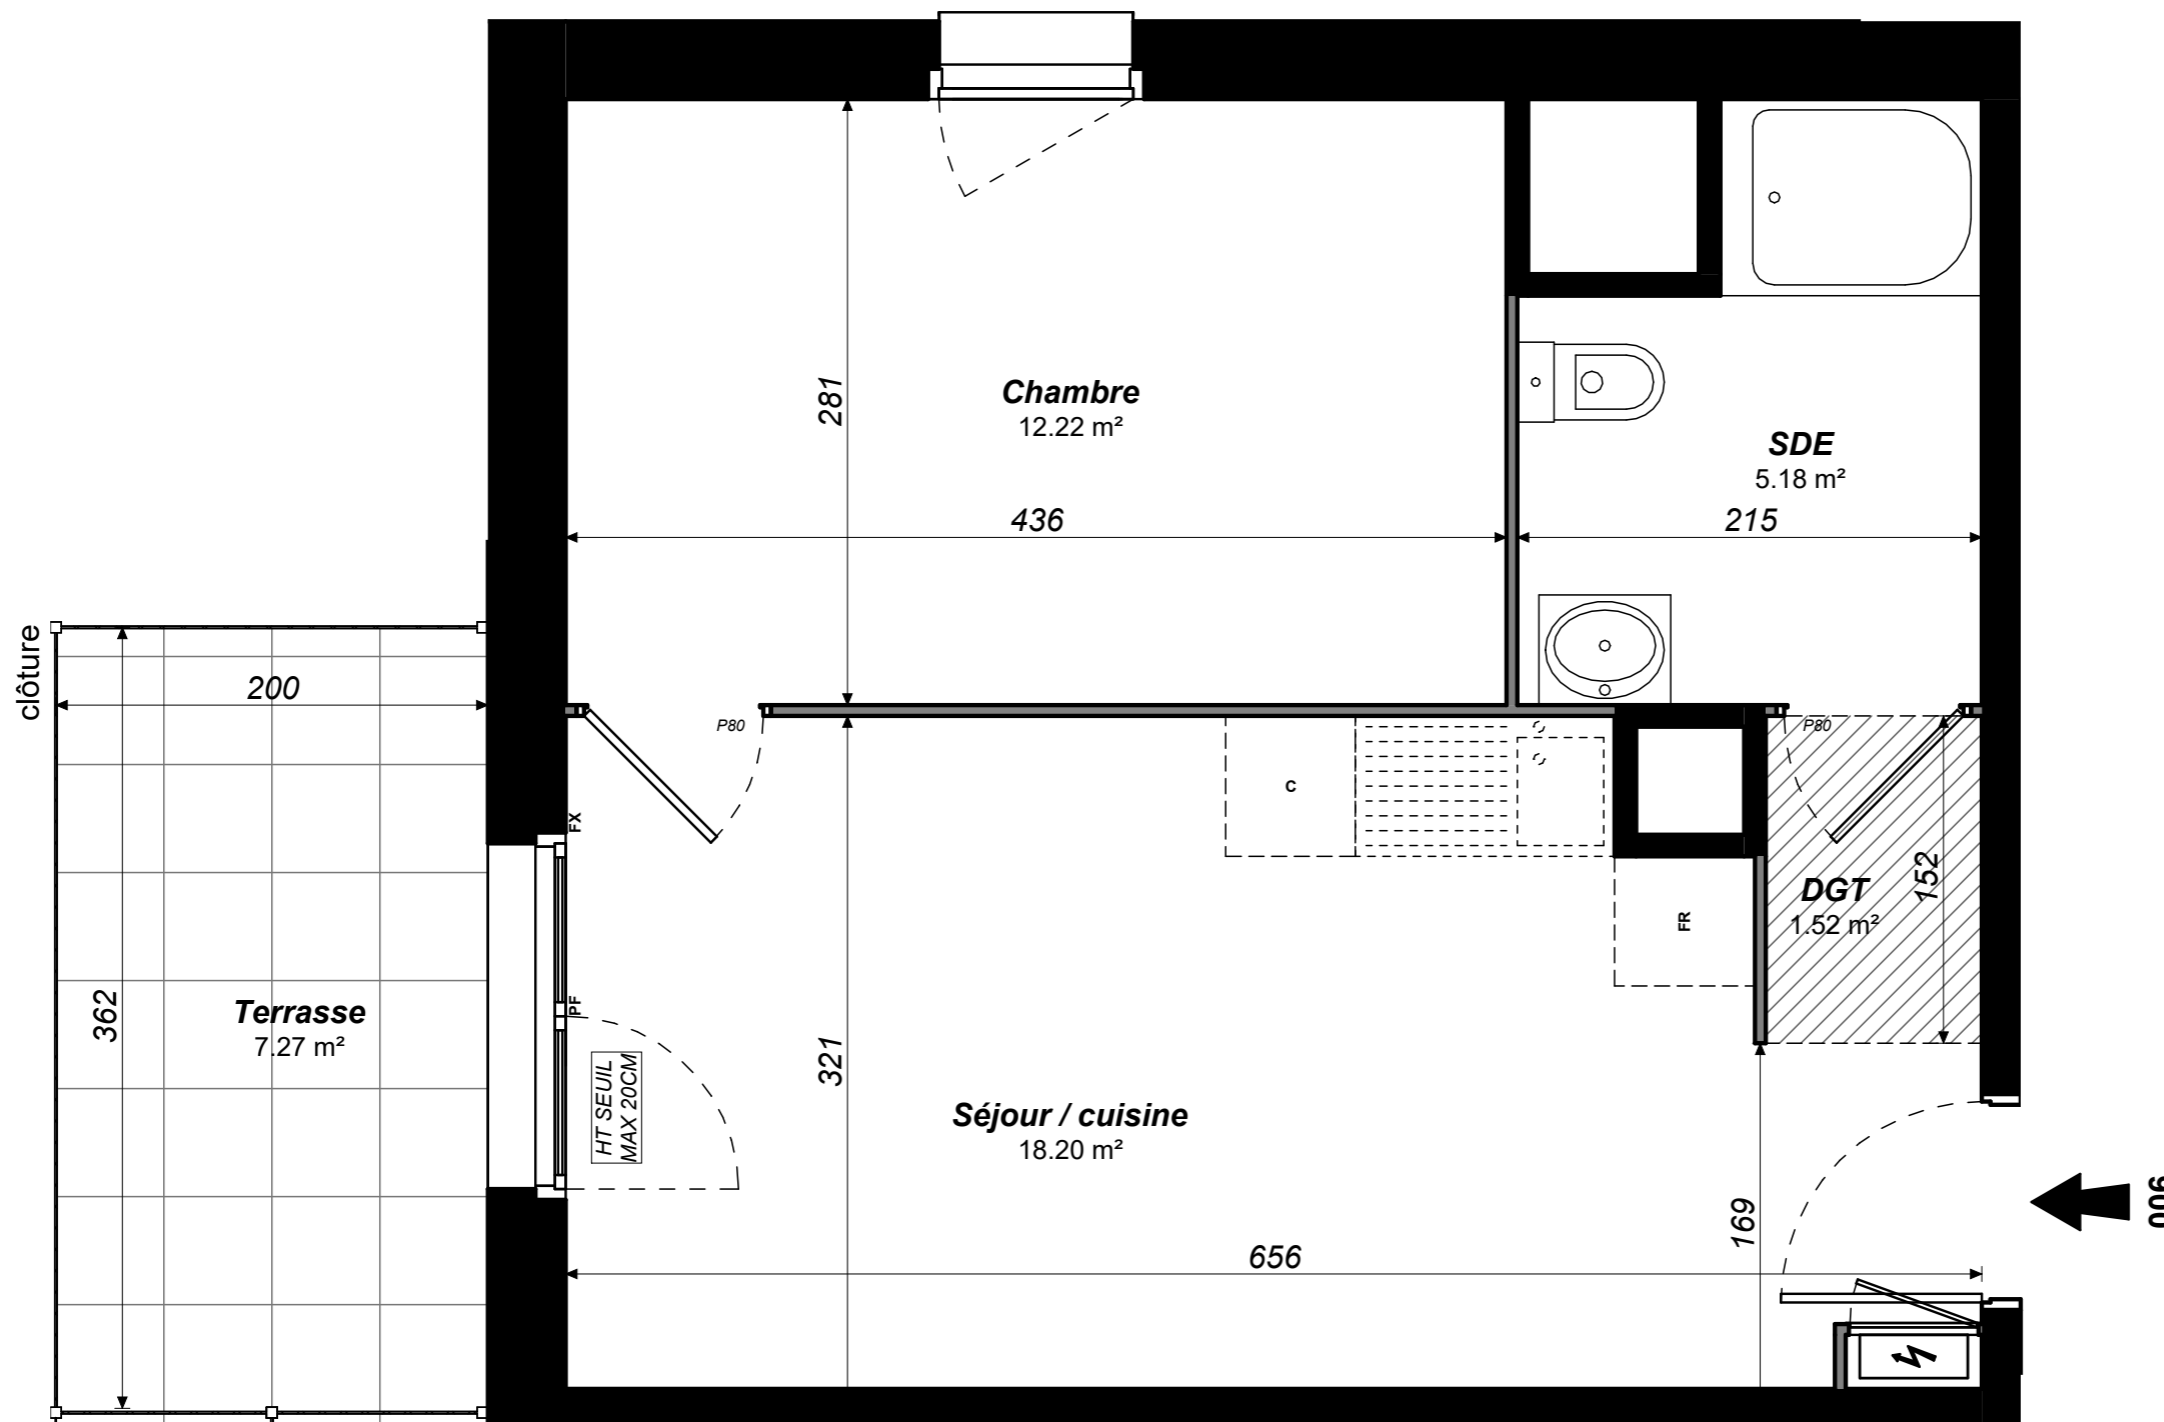 Chambre
12.22 m²
281
436
SDE
5.18 m²
215
clôture
200
P80
P80
C
FX
FR
DGT
1.52 m²
152
362
Terrasse
7.27 m²
PF
HT SEUIL
MAX 20CM
321
Séjour / cuisine
18.20 m²
169
656
006